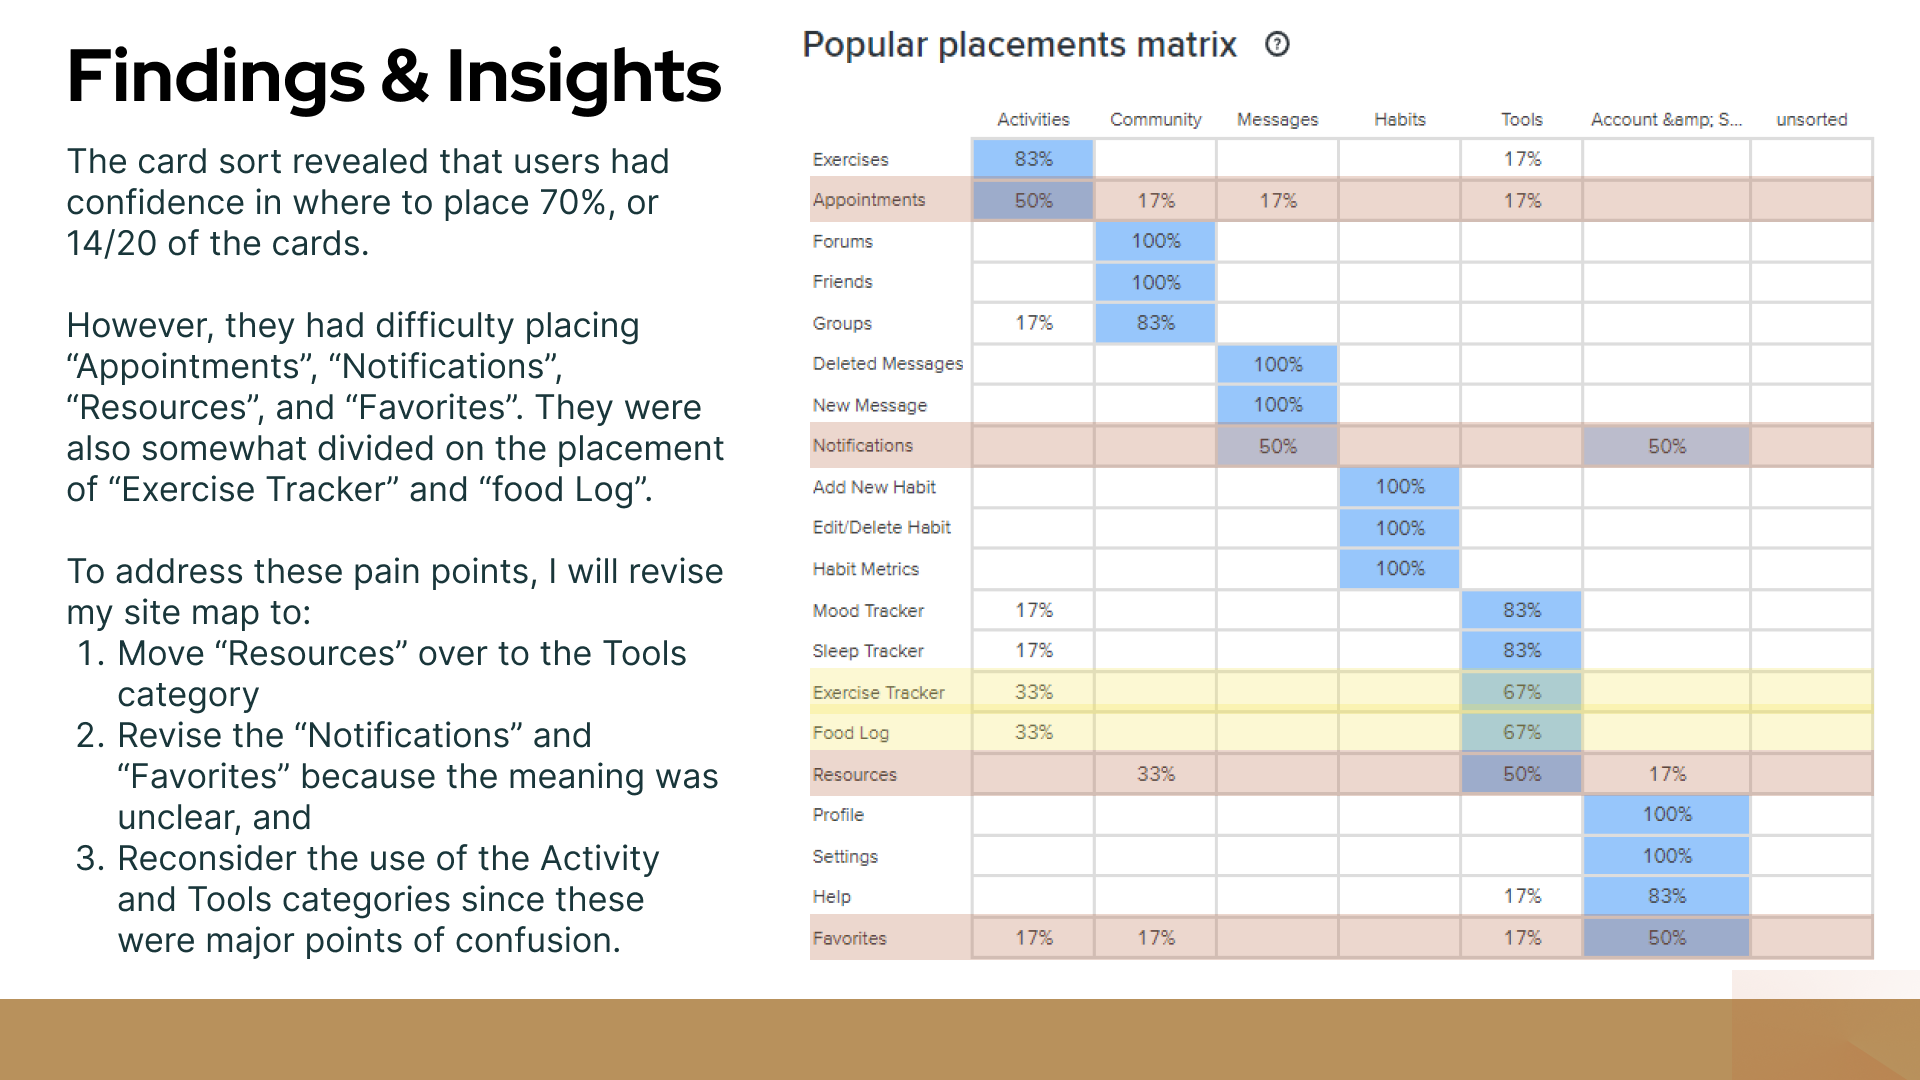 Findings & Insights
The card sort revealed that users had
confidence in where to place 70%, or
14/20 of the cards.
However, they had difficulty placing
“Appointments”, “Notifications”,
“Resources”, and “Favorites”. They were
also somewhat divided on the placement
of “Exercise Tracker” and “food Log”.
To address these pain points, I will revise
my site map to:
1. Move “Resources” over to the Tools
category
2. Revise the “Notifications” and
“Favorites” because the meaning was
unclear, and
3. Reconsider the use of the Activity
and Tools categories since these
were major points of confusion.
Popular placements matrix ?
Activities Community Messages Habits Tools Account &amp; S... unsorted
Exercises 83% 17%
Appointments 50% 17% 17% 17%
Forums 100%
Friends 100%
Groups 17% 83%
Deleted Messages 100%
New Message 100%
Notifications 50% 50%
Add New Habit 100%
Edit/Delete Habit 100%
Habit Metrics 100%
Mood Tracker 17% 83%
Sleep Tracker 17% 83%
Exercise Tracker 33% 67%
Food Log 33% 67%
Resources 33% 50% 17%
Profile 100%
Settings 100%
Help 17% 83%
Favorites 17% 17% 17% 50%